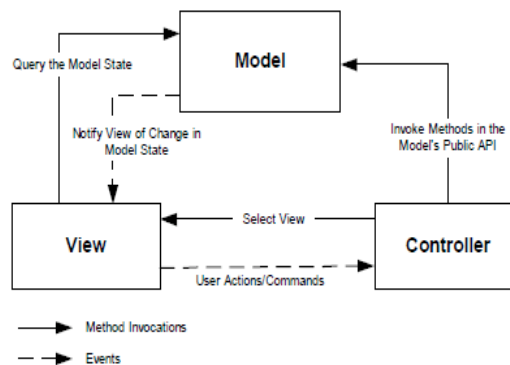 Model
Query the Model State
Notify View of Change in
Model State
Invoke Methods in the
Model's Public API
View
Select View
Controller
User Actions/Commands
Method Invocations
Events